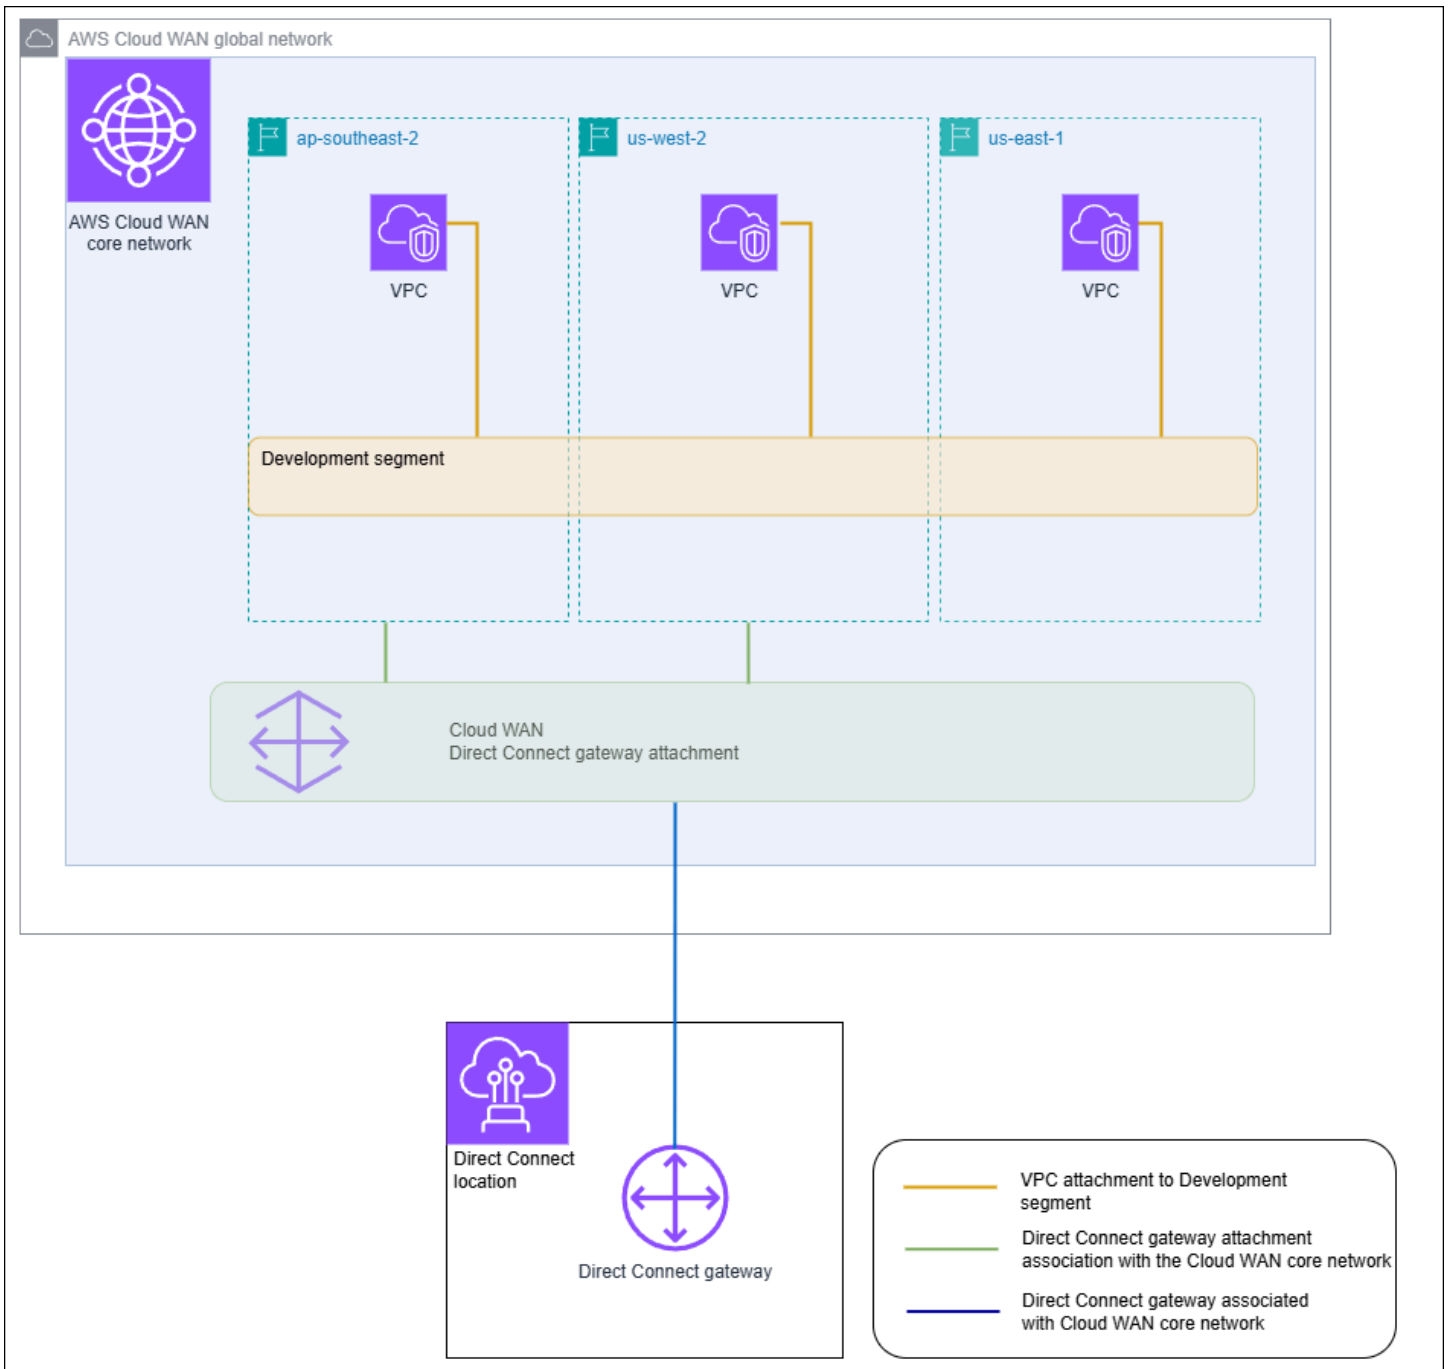 AWS Cloud WAN global network
AWS Cloud WAN
core network
ap-southeast-2
us-west-2
us-east-1
VPC
VPC
VPC
Development segment
Cloud WAN
Direct Connect gateway attachment
Direct Connect
location
Direct Connect gateway
VPC attachment to Development
segment
Direct Connect gateway attachment
association with the Cloud WAN core network
Direct Connect gateway associated
with Cloud WAN core network